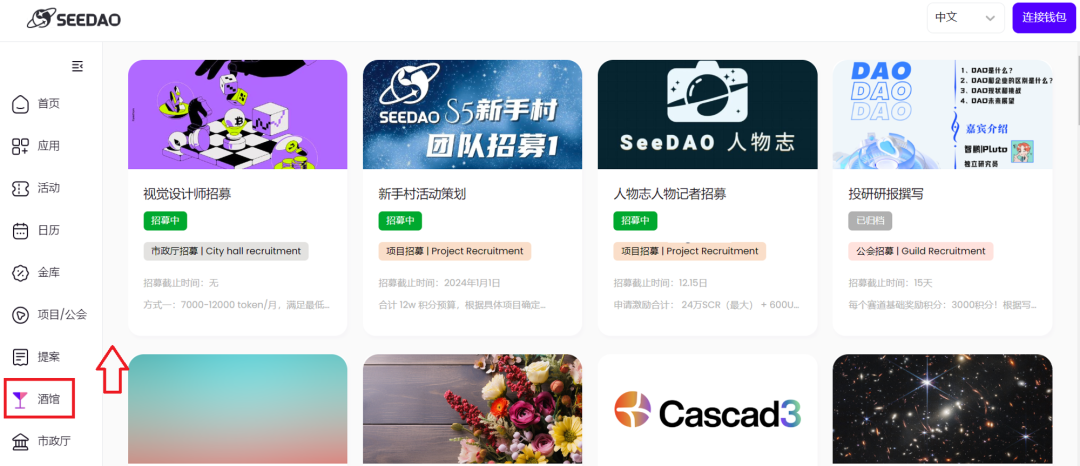 SEEDAO
中文
连接钱包
首页
应用
活动
日历
金库
项目/公会
提案
酒馆
市政厅
视觉设计师招募
招募中
市政厅招募 | City hall recruitment
招募截止时间：无
方式一：7000-12000 token/月，满足最低...
SEEDAO S5新手村
团队招募1
新手村活动策划
招募中
项目招募 | Project Recruitment
招募截止时间：2024年1月1日
合计 12w 积分预算，根据具体项目确定...
SeeDAO 人物志
人物志人物记者招募
招募中
项目招募 | Project Recruitment
招募截止时间：12.15日
申请激励合计： 24万SCR（最大） + 600U...
DAO
DAO
DAO
1. DAO是什么?
2. DAO和企业的区别是什么?
3. DAO现状和挑战
4. DAO未来展望
嘉宾介绍
智鹏|Pluto
独立研究员
投研研报撰写
已归档
公会招募 | Guild Recruitment
招募截止时间：15天
每个赛道基础奖励积分：3000积分！根据写...
Cascad3